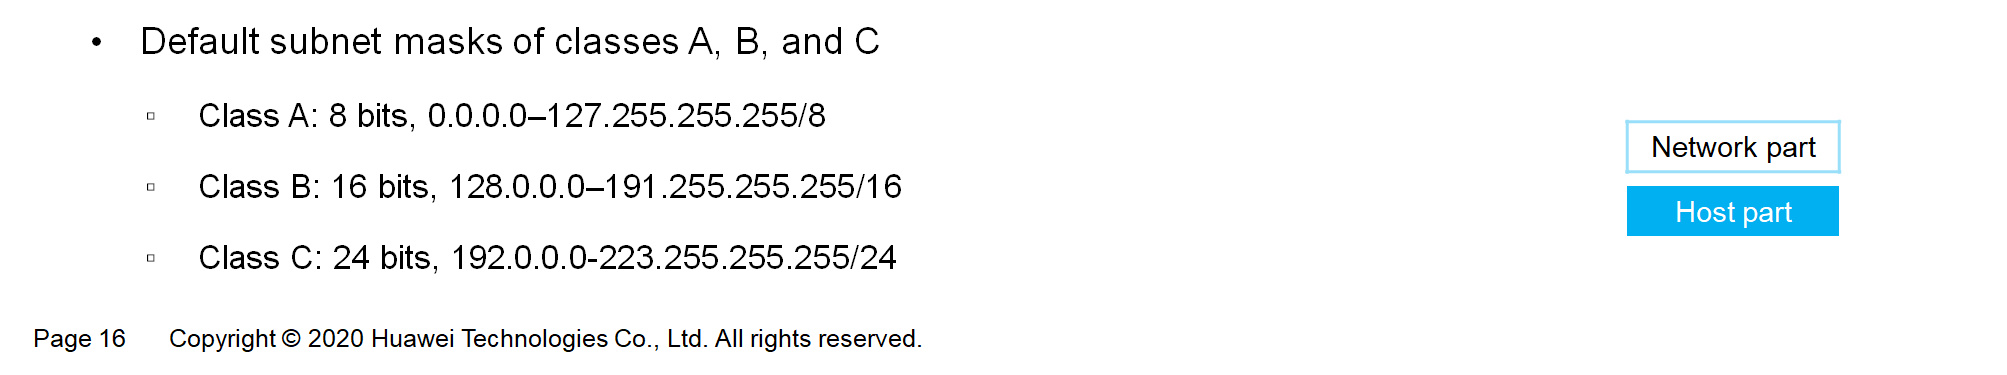 • Default subnet masks of classes A, B, and C
▫ Class A: 8 bits, 0.0.0.0–127.255.255.255/8
▫ Class B: 16 bits, 128.0.0.0–191.255.255.255/16
▫ Class C: 24 bits, 192.0.0.0-223.255.255.255/24
Network part
Host part
Page 16 Copyright © 2020 Huawei Technologies Co., Ltd. All rights reserved.